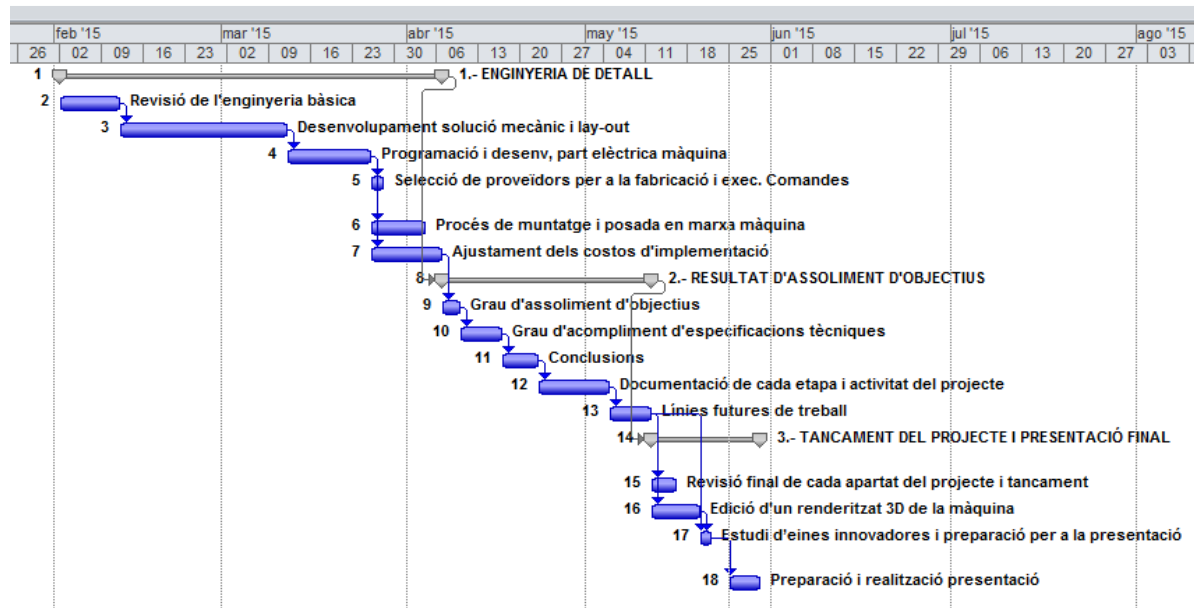 feb '15 mar '15 abr '15 may '15 jun '15 jul '15 ago '15
26 02 09 16 23 02 09 16 23 30 06 13 20 27 04 11 18 25 01 08 15 22 29 06 13 20 27 03
1 1.- ENGINYERIA DE DETALL
2 Revisió de l'enginyeria bàsica
3 Desenvolupament solució mecànic i lay-out
4 Programació i desenv, part elèctrica màquina
5 Selecció de proveïdors per a la fabricació i exec. Comandes
6 Procés de muntatge i posada en marxa màquina
7 Ajustament dels costos d'implementació
8 2.- RESULTAT D'ASSOLIMENT D'OBJECTIUS
9 Grau d'assoliment d'objectius
10 Grau d'acompliment d'especificacions tècniques
11 Conclusions
12 Documentació de cada etapa i activitat del projecte
13 Línies futures de treball
14 3.- TANCAMENT DEL PROJECTE I PRESENTACIÓ FINAL
15 Revisió final de cada apartat del projecte i tancament
16 Edició d'un renderitzat 3D de la màquina
17 Estudi d'eines innovadores i preparació per a la presentació
18 Preparació i realització presentació